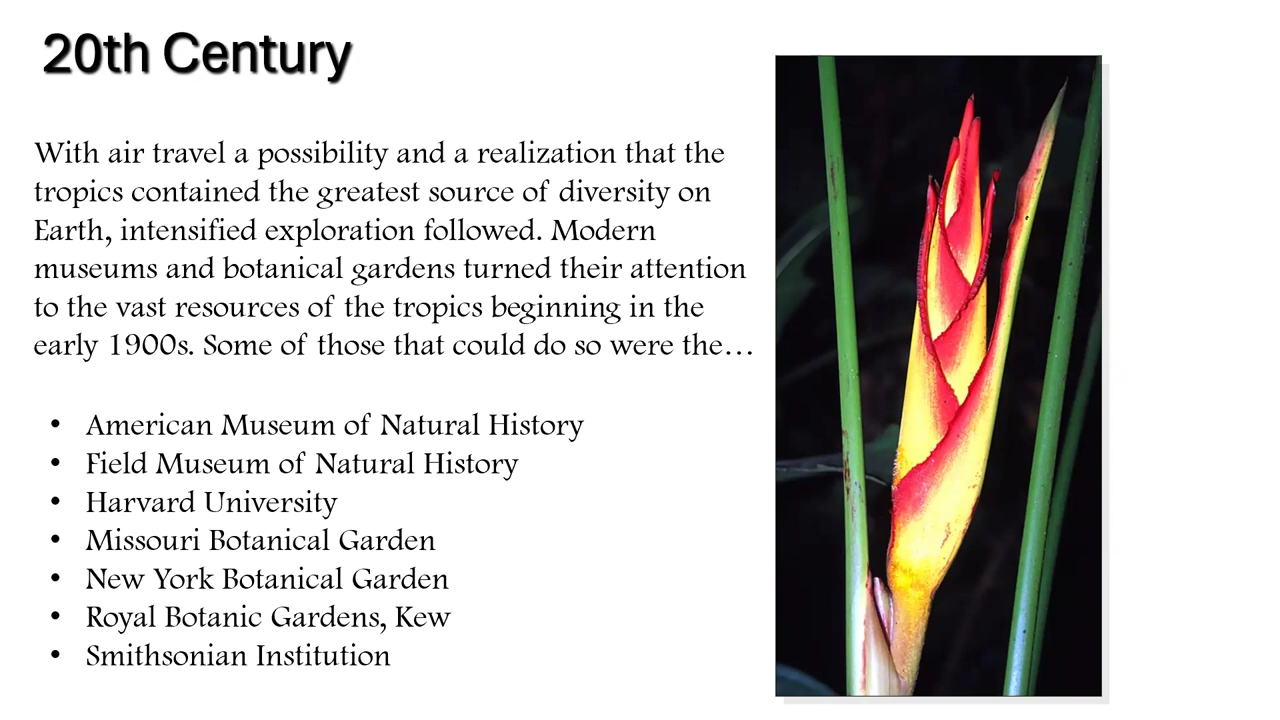 20th Century
With air travel a possibility and a realization that the
tropics contained the greatest source of diversity on
Earth, intensified exploration followed. Modern
museums and botanical gardens turned their attention
to the vast resources of the tropics beginning in the
early 1900s. Some of those that could do so were the…
• American Museum of Natural History
• Field Museum of Natural History
• Harvard University
• Missouri Botanical Garden
• New York Botanical Garden
• Royal Botanic Gardens, Kew
• Smithsonian Institution